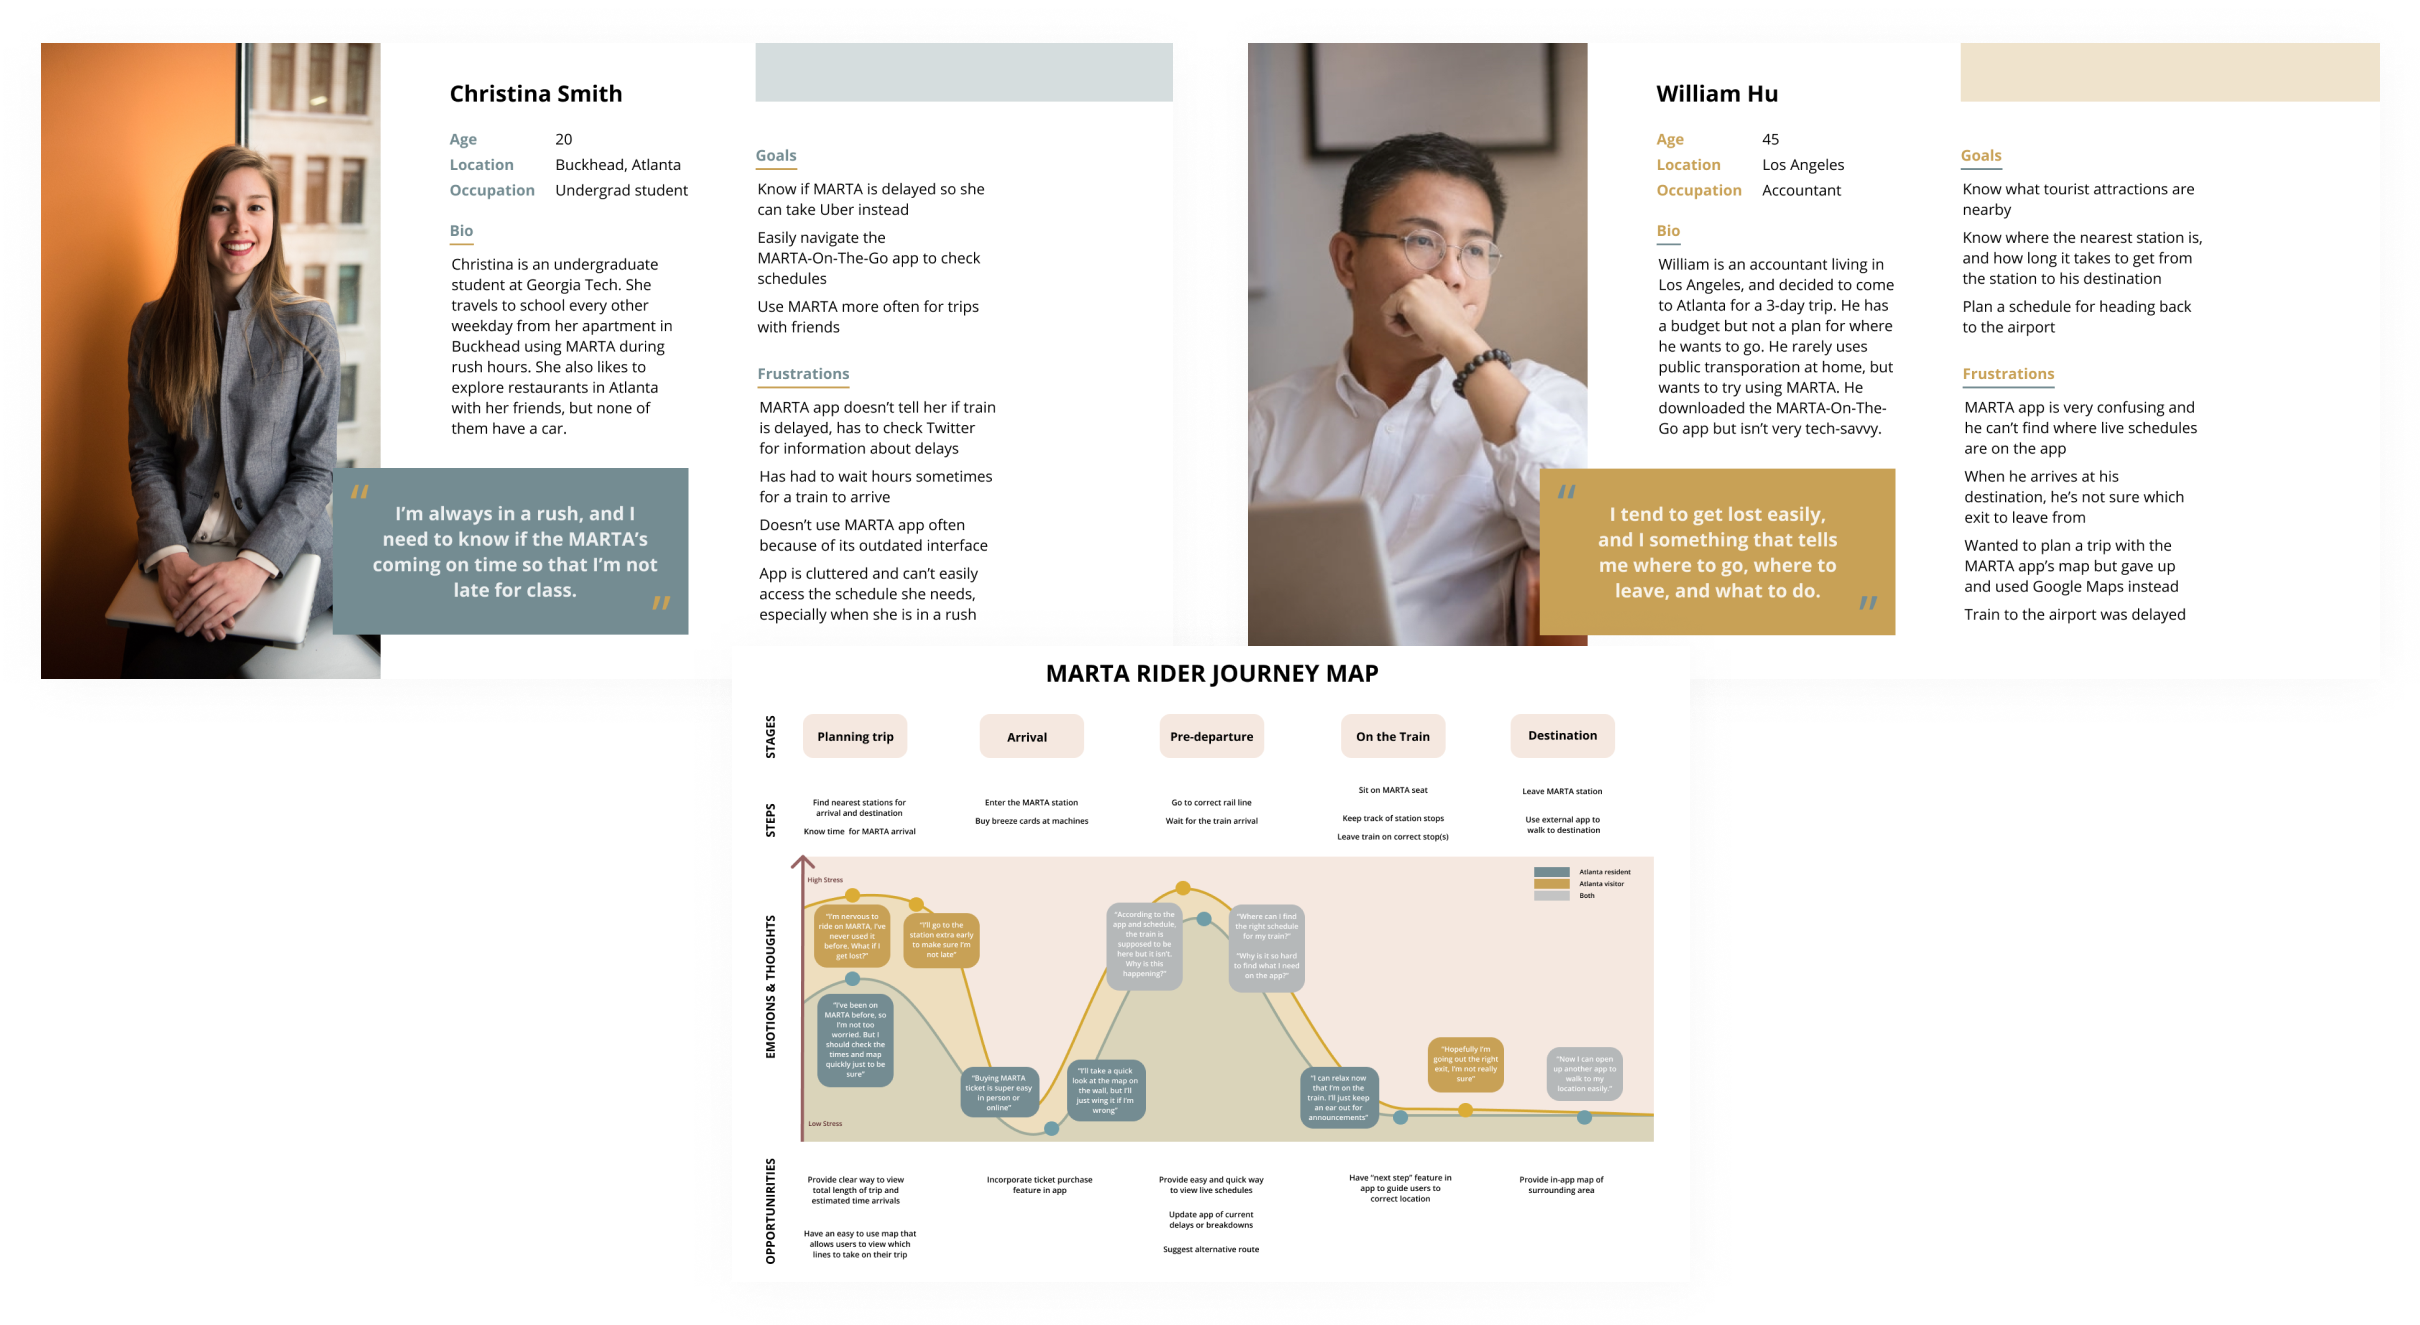 Christina Smith
Age 20
Location Buckhead, Atlanta
Occupation Undergrad student
Bio
Christina is an undergraduate
student at Georgia Tech. She
travels to school every other
weekday from her apartment in
Buckhead using MARTA during
rush hours. She also likes to
explore restaurants in Atlanta
with her friends, but none of
them have a car.
“
I’m always in a rush, and I
need to know if the MARTA’s
coming on time so that I’m not
late for class.
”
Goals
Know if MARTA is delayed so she
can take Uber instead
Easily navigate the
MARTA-On-The-Go app to check
schedules
Use MARTA more often for trips
with friends
Frustrations
MARTA app doesn’t tell her if train
is delayed, has to check Twitter
for information about delays
Has had to wait hours sometimes
for a train to arrive
Doesn’t use MARTA app often
because of its outdated interface
App is cluttered and can’t easily
access the schedule she needs,
especially when she is in a rush
William Hu
Age 45
Location Los Angeles
Occupation Accountant
Bio
William is an accountant living in
Los Angeles, and decided to come
to Atlanta for a 3-day trip. He has
a budget but not a plan for where
he wants to go. He rarely uses
public transporation at home, but
wants to try using MARTA. He
downloaded the MARTA-On-The-
Go app but isn’t very tech-savvy.
“
I tend to get lost easily,
and I something that tells
me where to go, where to
leave, and what to do.
”
Goals
Know what tourist attractions are
nearby
Know where the nearest station is,
and how long it takes to get from
the station to his destination
Plan a schedule for heading back
to the airport
Frustrations
MARTA app is very confusing and
he can’t find where live schedules
are on the app
When he arrives at his
destination, he’s not sure which
exit to leave from
Wanted to plan a trip with the
MARTA app’s map but gave up
and used Google Maps instead
Train to the airport was delayed
MARTA RIDER JOURNEY MAP
STAGES
Planning trip
Arrival
Pre-departure
On the Train
Destination
STEPS
Find nearest stations for
arrival and destination
Know time for MARTA arrival
Enter the MARTA station
Buy breeze cards at machines
Go to correct rail line
Wait for the train arrival
Sit on MARTA seat
Keep track of station stops
Leave train on correct stop(s)
Leave MARTA station
Use external app to
walk to destination
EMOTIONS & THOUGHTS
High Stress
Low Stress
Atlanta resident
Atlanta visitor
Both
“I’m nervous to
ride on MARTA, I’ve
never used it
before. What if I
get lost?”
“I’ll go to the
station extra early
to make sure I’m
not late”
“I’ve been on
MARTA before, so
I’m not too
worried. But I
should check the
times and map
quickly just to be
sure”
“Buying MARTA
ticket is super easy
in person or
online”
“I’ll take a quick
look at the map on
the wall, but I’ll
just wing it if I’m
wrong”
“According to the
app and schedule,
the train is
supposed to be
here but it isn’t.
Why is this
happening?”
“Where can I find
the right schedule
for my train?”
“Why is it so hard
to find what I need
on the app?”
“I can relax now
that I’m on the
train. I’ll just keep
an ear out for
announcements”
“Hopefully I’m
going out the right
exit, I’m not really
sure”
“Now I can open
up another app to
walk to my
location easily.”
OPPORTUNIRITIES
Provide clear way to view
total length of trip and
estimated time arrivals
Have an easy to use map that
allows users to view which
lines to take on their trip
Incorporate ticket purchase
feature in app
Provide easy and quick way
to view live schedules
Update app of current
delays or breakdowns
Suggest alternative route
Have “next step” feature in
app to guide users to
correct location
Provide in-app map of
surrounding area